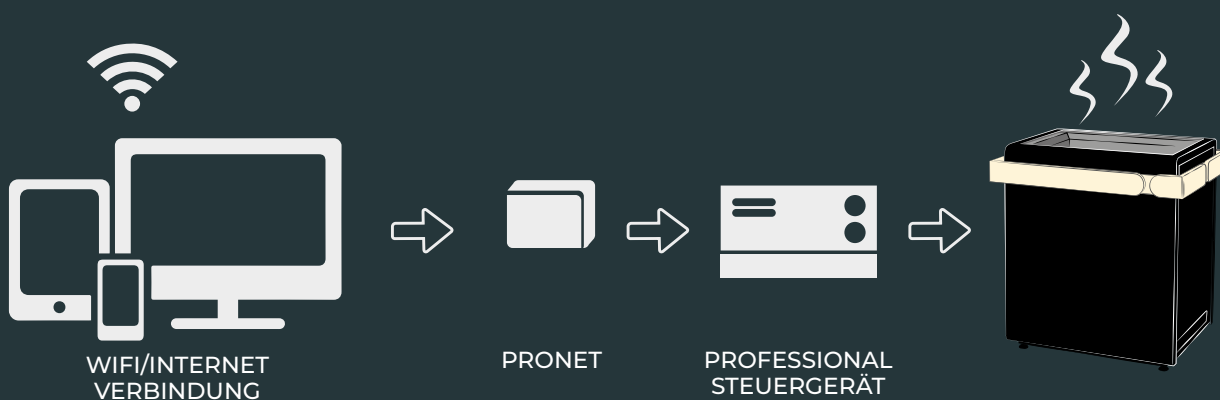 WIFI/INTERNET
VERBINDUNG
PRONET
PROFESSIONAL
STEUERGERÄT